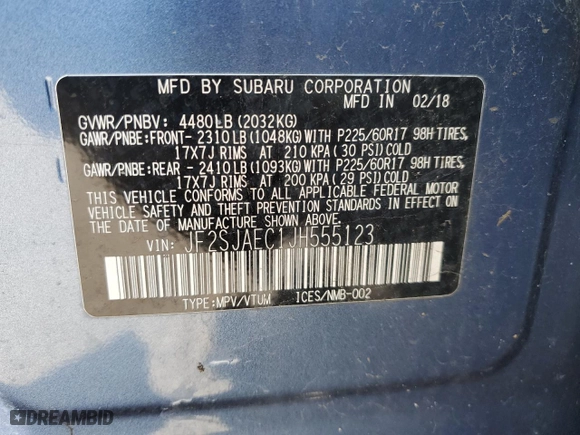 MFD BY SUBARU CORPORATION
MFD IN 02/18
GVWR/PNBV: 4480LB(2032KG)
GAWR/PNBE:FRONT-2310LB(1048KG)WITH P225/60R17 98H TIRES,
17X7J RIMS AT 210 KPA(30 PSI)COLD
GAWR/PNBE:REAR -2410LB(1093KG)WITH P225/60R17 98H TIRES,
17X7J RIMS AT 200 KPA(29 PSI)COLD
THIS VEHICLE CONFORMS TO ALL APPLICABLE FEDERAL MOTOR
VEHICLE SAFETY AND THEFT PREVENTION STANDARDS IN EFFECT ON
THE DATE OF MANUFACTURE SHOWN ABOVE.
VIN: JF2SJAEC1JH555123
TYPE:MPV/VTUM ICES/NMB-002
DREAMBID